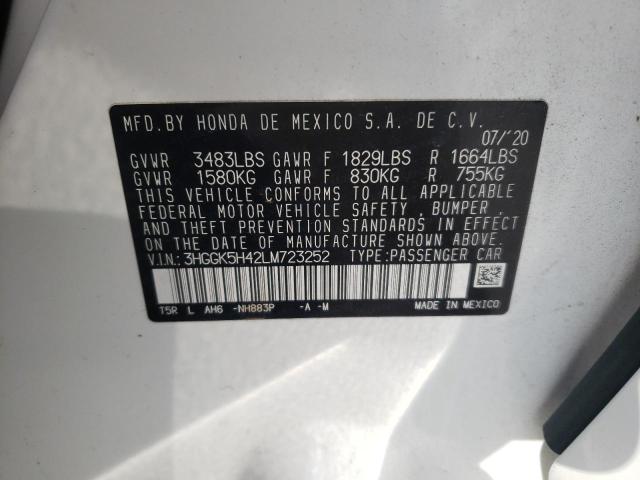 MFD.BY HONDA DE MEXICO S.A. DE C.V.
07/'20
GVWR 3483LBS GAWR F 1829LBS R 1664LBS
GVWR 1580KG GAWR F 830KG R 755KG
THIS VEHICLE CONFORMS TO ALL APPLICABLE
FEDERAL MOTOR VEHICLE SAFETY , BUMPER ,
AND THEFT PREVENTION STANDARDS IN EFFECT
ON THE DATE OF MANUFACTURE SHOWN ABOVE .
V.I.N.: 3HGGK5H42LM723252 TYPE:PASSENGER CAR
T5R L AH6 -NH883P -A -M MADE IN MEXICO